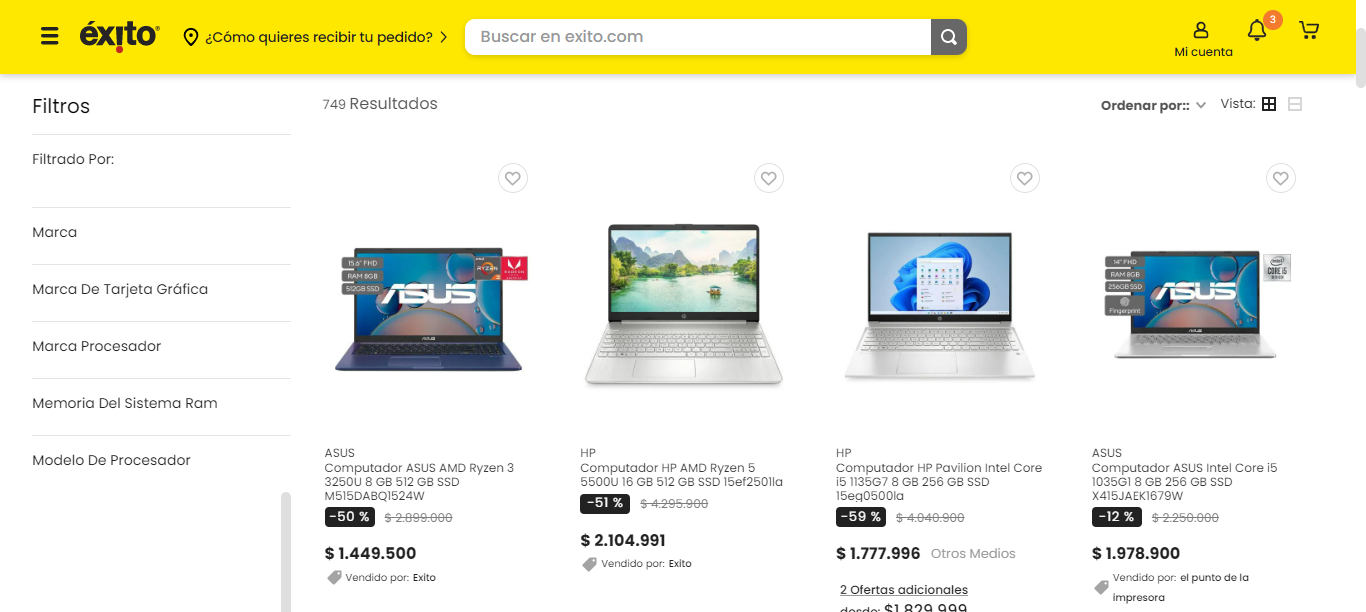 éxito
¿Cómo quieres recibir tu pedido?
Buscar en exito.com
Mi cuenta
3
Filtros
Filtrado Por:
Marca
Marca De Tarjeta Gráfica
Marca Procesador
Memoria Del Sistema Ram
Modelo De Procesador
749 Resultados
Ordenar por::
Vista:
15.6" FHD
RAM 8GB
512GB SSD
ASUS
RYZEN
3
RADEON
ASUS
Computador ASUS AMD Ryzen 3
3250U 8 GB 512 GB SSD
M515DABQ1524W
-50 %
$ 2.899.000
$ 1.449.500
Vendido por: Exito
HP
Computador HP AMD Ryzen 5
5500U 16 GB 512 GB SSD 15ef2501la
-51 %
$ 4.295.900
$ 2.104.991
Vendido por: Exito
HP
Computador HP Pavilion Intel Core
i5 1135G7 8 GB 256 GB SSD
15eg0500la
-59 %
$ 4.040.900
$ 1.777.996 Otros Medios
2 Ofertas adicionales
desde: $1.829.999
14" FHD
RAM 8GB
256GB SSD
Fingerprint
ASUS
intel
CORE i5
ASUS
Computador ASUS Intel Core i5
1035G1 8 GB 256 GB SSD
X415JAEK1679W
-12 %
$ 2.250.000
$ 1.978.900
Vendido por: el punto de la
impresora